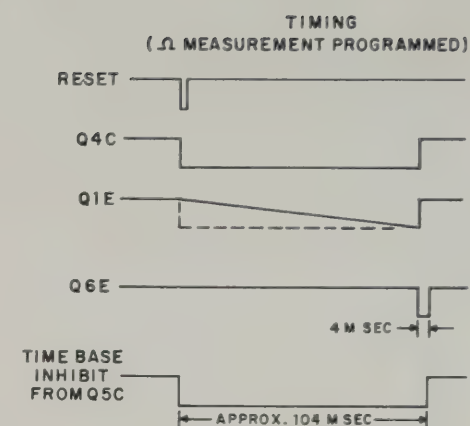 TIMING
(Ω MEASUREMENT PROGRAMMED)
RESET
Q4C
Q1E
Q6E
4 M SEC
TIME BASE
INHIBIT
FROM Q5C
APPROX. 104 M SEC